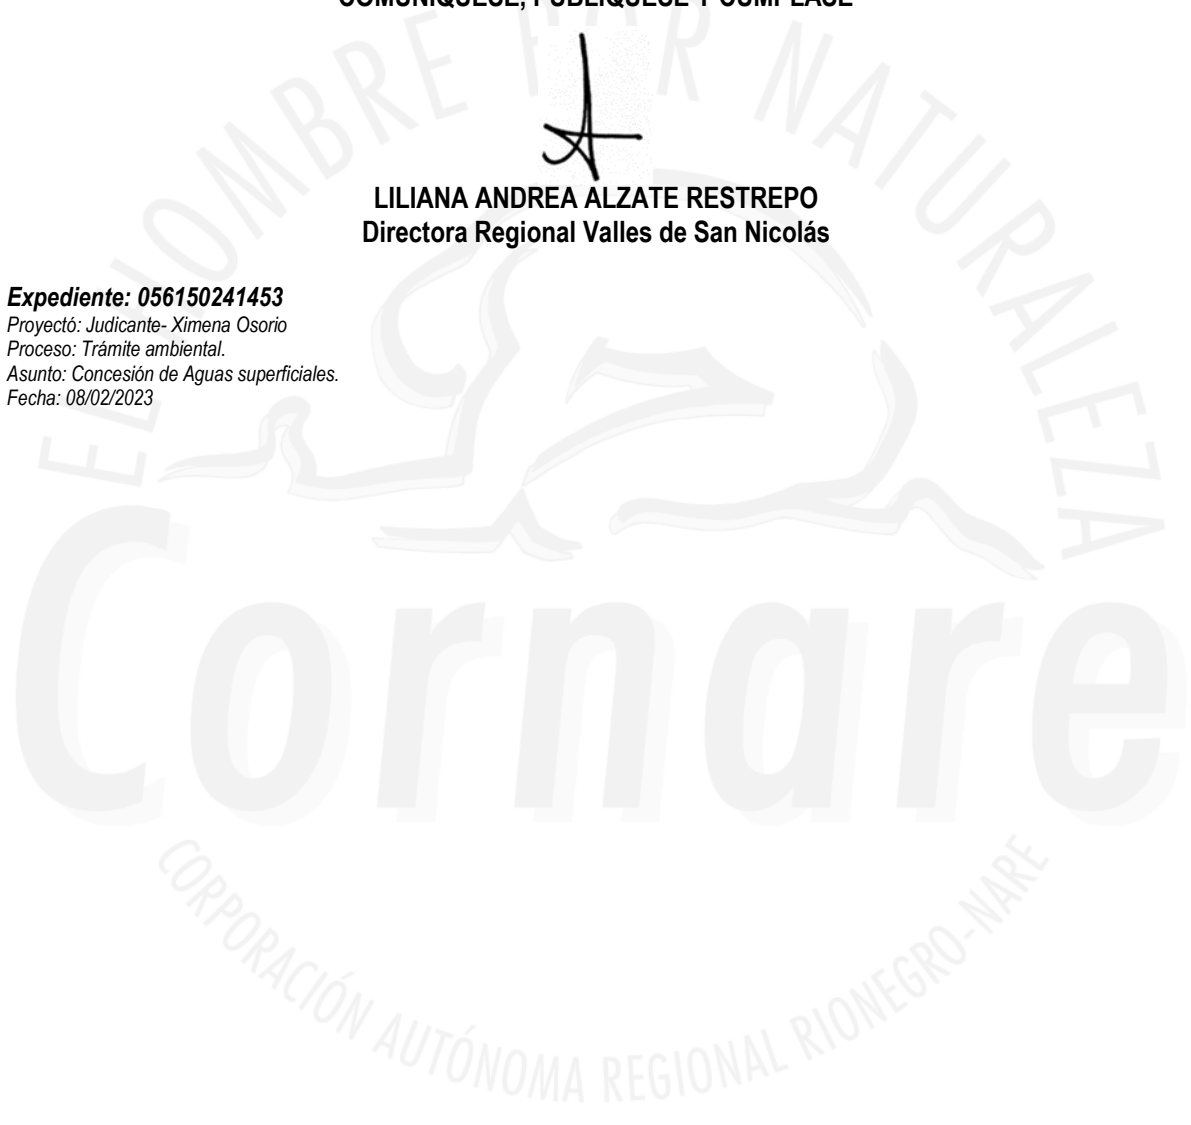 COMUNÍQUESE, PUBLÍQUESE Y CÚMPLASE
LILIANA ANDREA ALZATE RESTREPO
Directora Regional Valles de San Nicolás
Expediente: 056150241453
Proyectó: Judicante- Ximena Osorio
Proceso: Trámite ambiental.
Asunto: Concesión de Aguas superficiales.
Fecha: 08/02/2023
EL HOMBRE POR NATURALEZA
Cornare
CORPORACIÓN AUTÓNOMA REGIONAL RIONEGRO-NARE